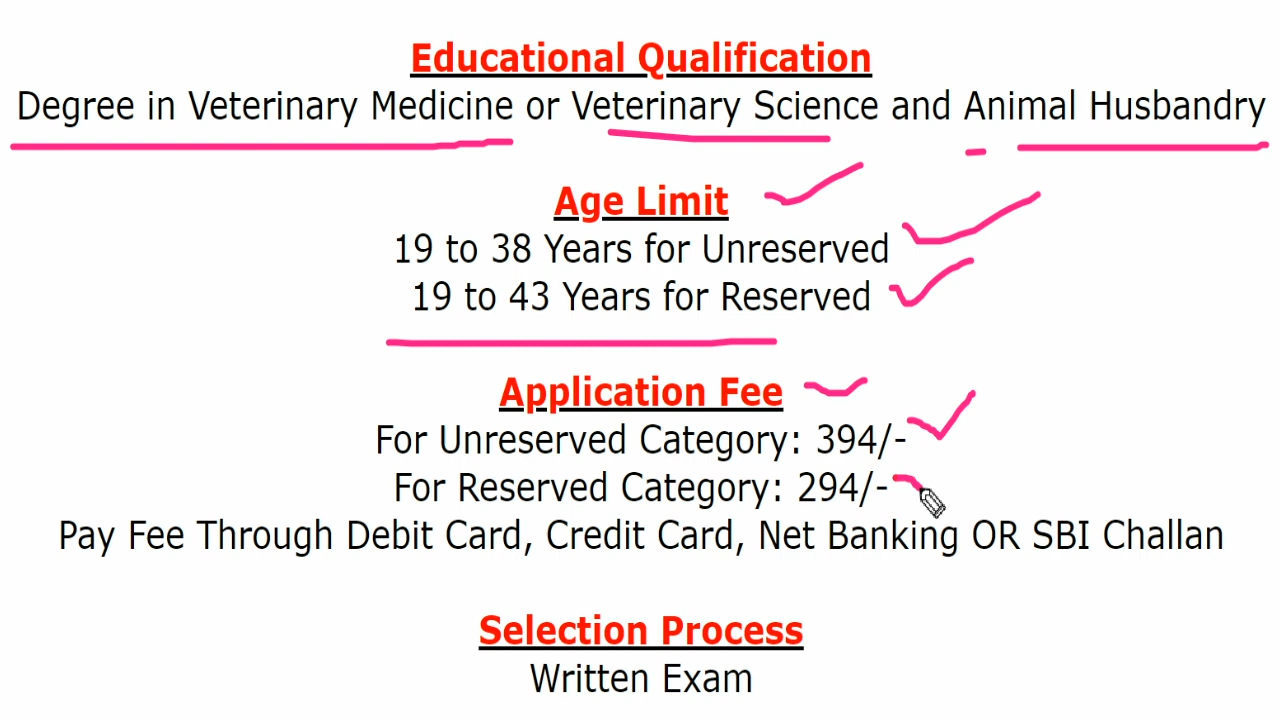 Educational Qualification
Degree in Veterinary Medicine or Veterinary Science and Animal Husbandry
Age Limit
19 to 38 Years for Unreserved
19 to 43 Years for Reserved
Application Fee
For Unreserved Category: 394/-
For Reserved Category: 294/-
Pay Fee Through Debit Card, Credit Card, Net Banking OR SBI Challan
Selection Process
Written Exam